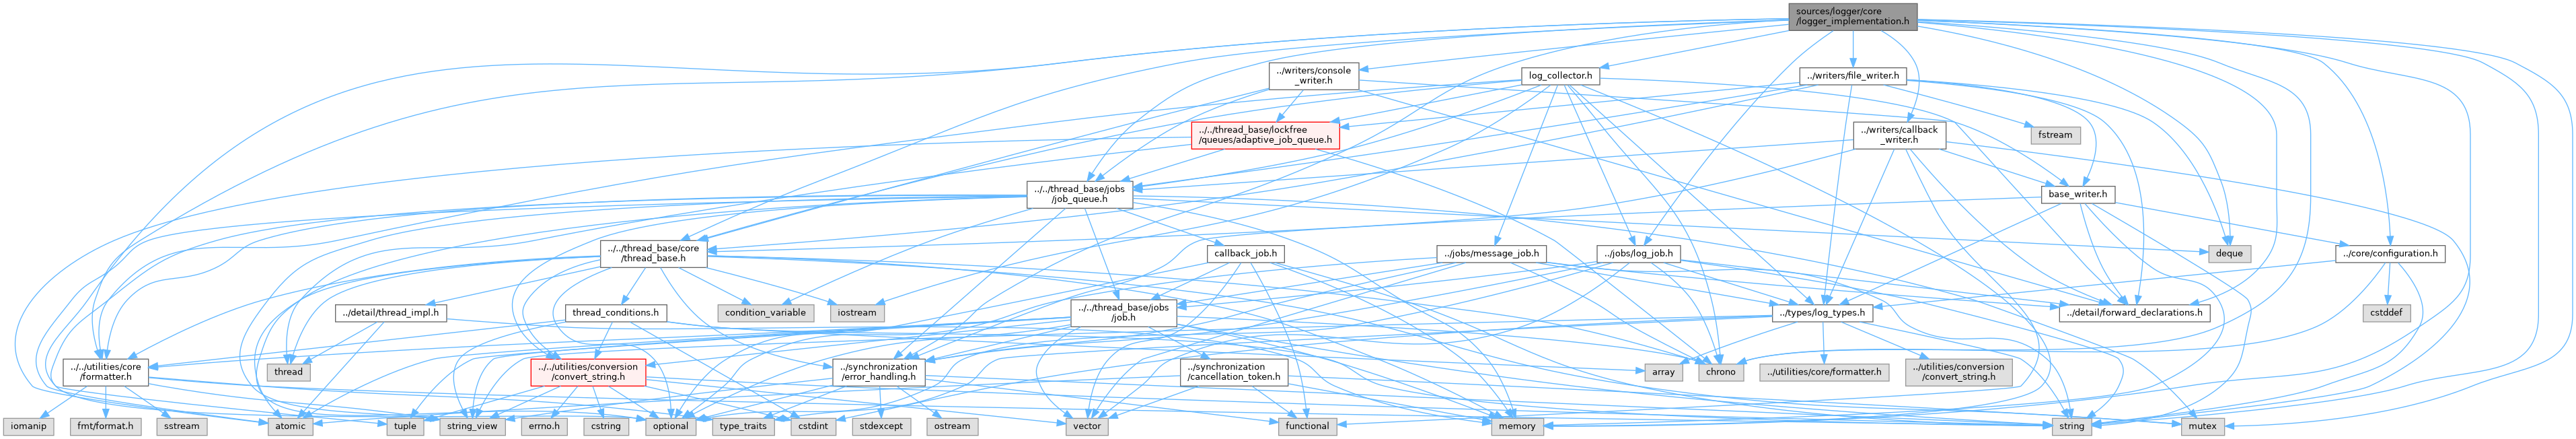 sources/logger/core
/logger_implementation.h
../writers/console
_writer.h
log_collector.h
../writers/file_writer.h
../../thread_base/lockfree
/queues/adaptive_job_queue.h
fstream
../writers/callback
_writer.h
../../thread_base/jobs
/job_queue.h
base_writer.h
../../thread_base/core
/thread_base.h
callback_job.h
../jobs/message_job.h
../jobs/log_job.h
deque
../core/configuration.h
../detail/thread_impl.h
thread_conditions.h
condition_variable
iostream
../../thread_base/jobs
/job.h
../types/log_types.h
../detail/forward_declarations.h
cstddef
../../utilities/core
/formatter.h
thread
../../utilities/conversion
/convert_string.h
../synchronization
/error_handling.h
../synchronization
/cancellation_token.h
array
chrono
../utilities/core/formatter.h
../utilities/conversion
/convert_string.h
iomanip
fmt/format.h
sstream
atomic
tuple
string_view
errno.h
cstring
optional
type_traits
cstdint
stdexcept
ostream
vector
functional
memory
string
mutex